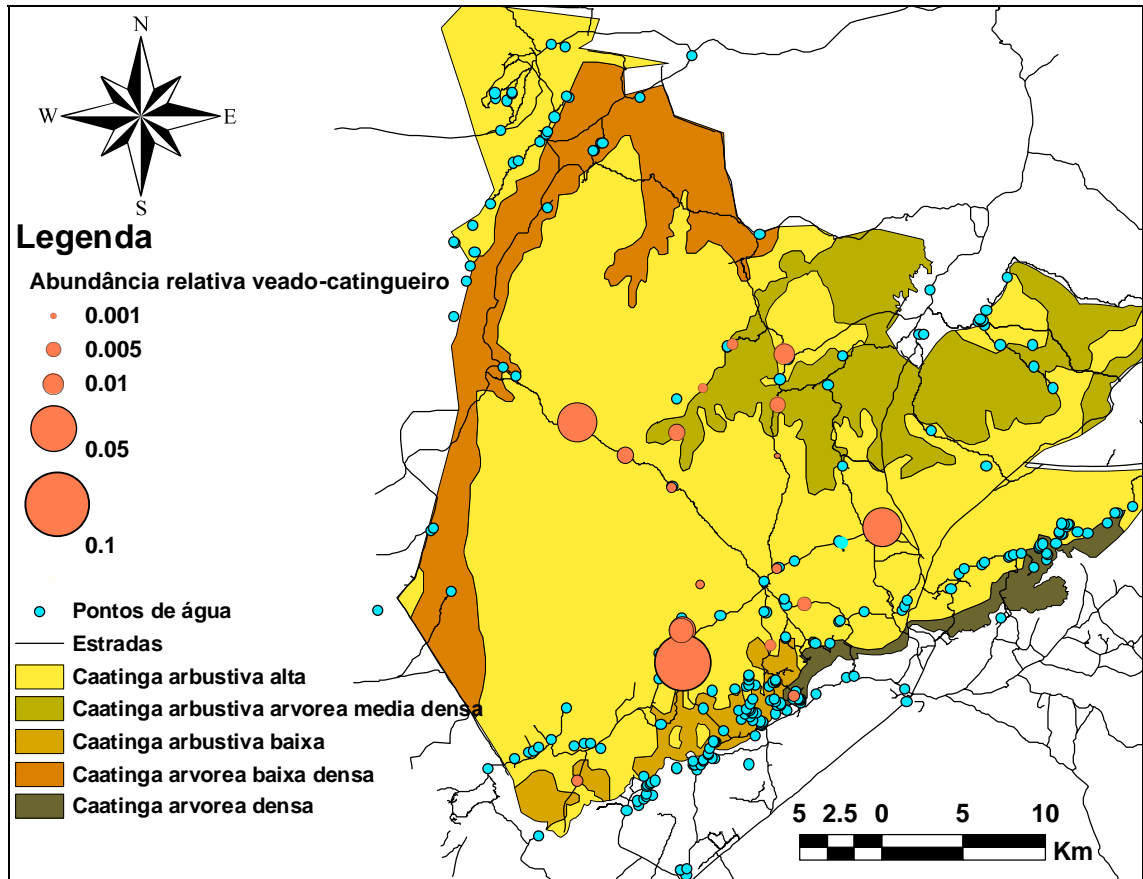 N
W E
S
Legenda
Abundância relativa veado-catingueiro
0.001
0.005
0.01
0.05
0.1
Pontos de água
Estradas
Caatinga arbustiva alta
Caatinga arbustiva arvorea media densa
Caatinga arbustiva baixa
Caatinga arvorea baixa densa
Caatinga arvorea densa
5 2.5 0 5 10
Km